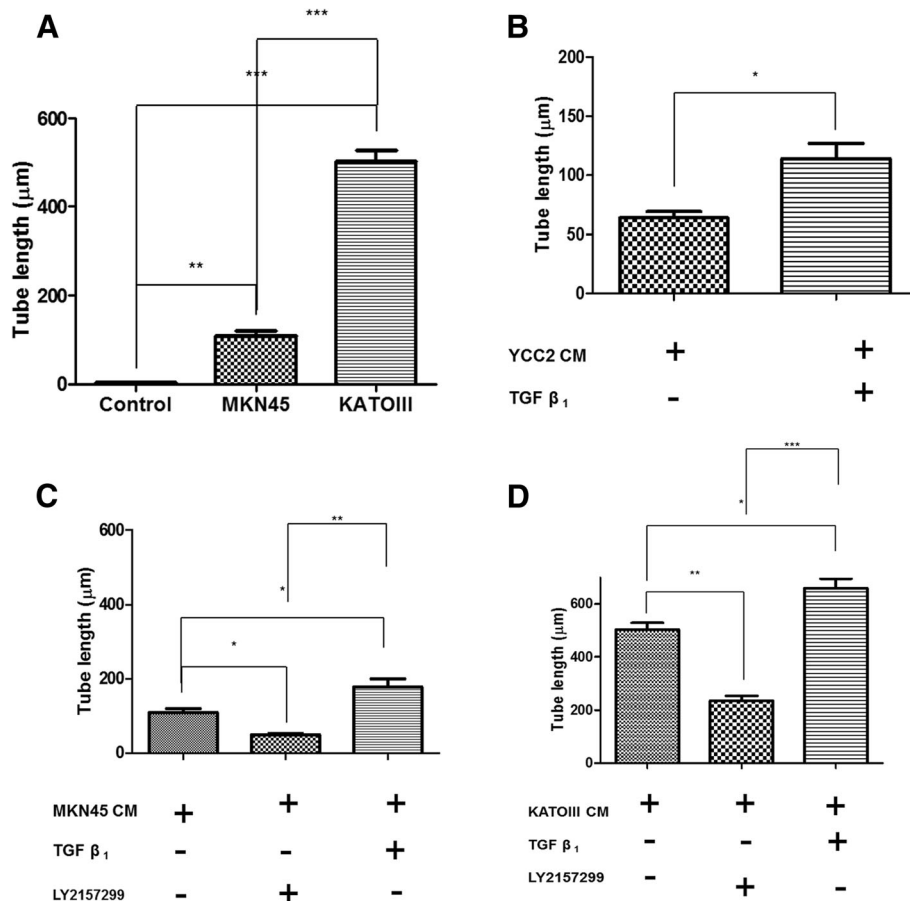 A
***
***
**
Tube length (μm)
600
400
200
0
Control MKN45 KATOIII
B
*
Tube length (μm)
200
150
100
50
0
YCC2 CM + +
TGF β₁ - +
C
**
*
*
Tube length (μm)
600
400
200
0
MKN45 CM + + +
TGF β₁ - - +
LY2157299 - + -
D
***
*
**
Tube length (μm)
600
400
200
0
KATOIII CM + + +
TGF β₁ - - +
LY2157299 - + -